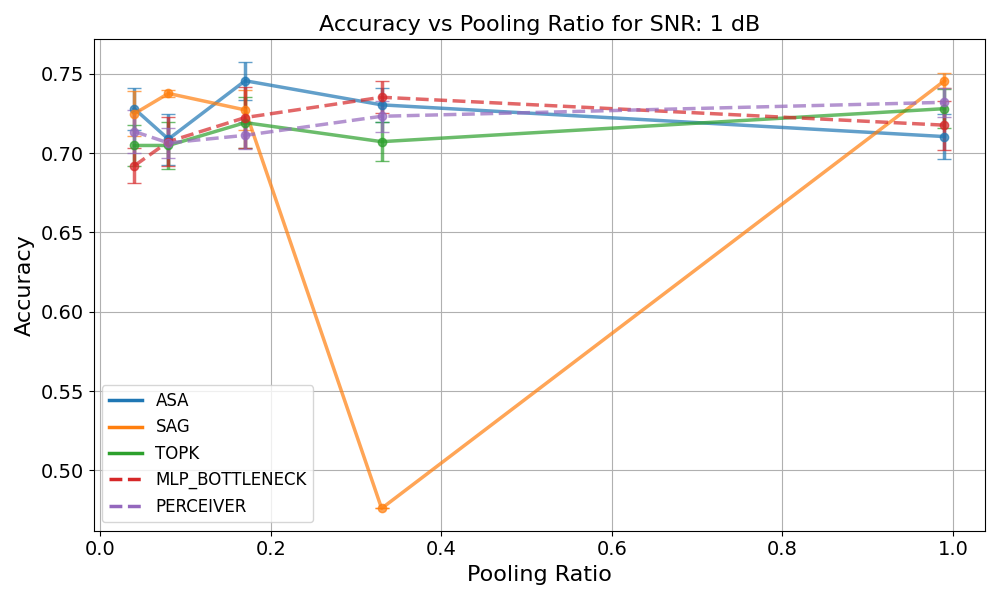 Accuracy vs Pooling Ratio for SNR: 1 dB
Accuracy
0.75
0.70
0.65
0.60
0.55
0.50
ASA
SAG
TOPK
MLP_BOTTLENECK
PERCEIVER
0.0 0.2 0.4 0.6 0.8 1.0
Pooling Ratio